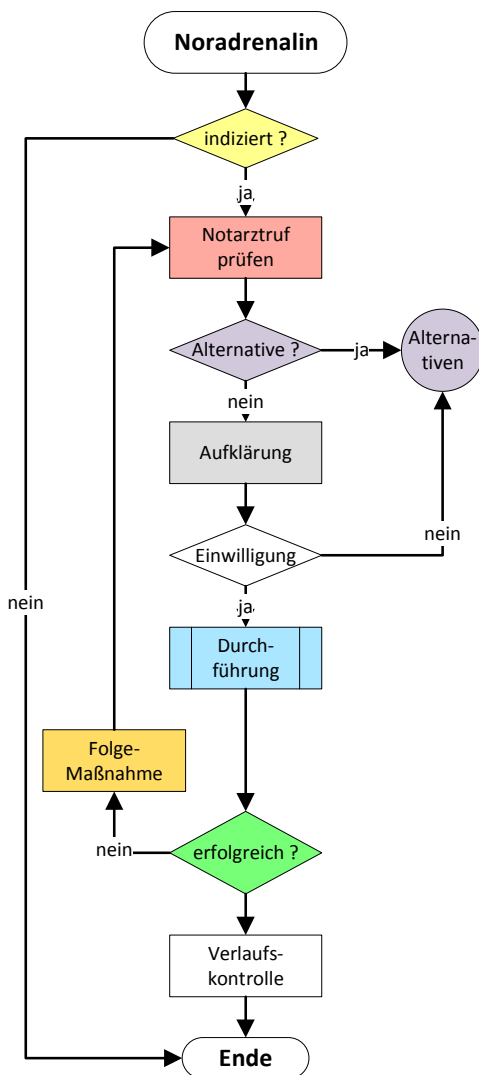 Noradrenalin
indiziert ?
ja
Notarztruf
prüfen
Alternative ?
ja
Alterna-
tiven
nein
Aufklärung
Einwilligung
nein
ja
nein
Durch-
führung
Folge-
Maßnahme
nein
erfolgreich ?
Verlaufs-
kontrolle
Ende